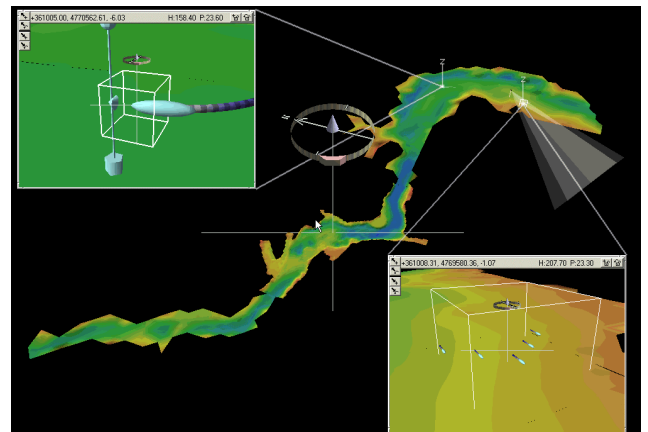 +361005.00, 4770562.61, -6.03 H:158.40 P:23.60
Z
Z
N
+361008.31, 4769580.36, -1.07 H:207.70 P:23.30